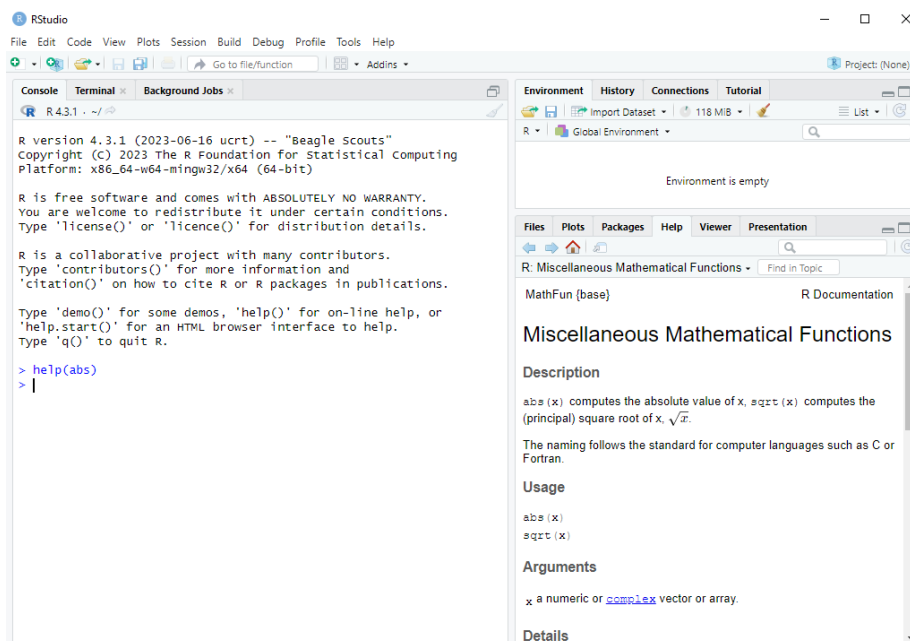 RStudio
File Edit Code View Plots Session Build Debug Profile Tools Help
Go to file/function Addins Project: (None)
Console Terminal Background Jobs
R 4.3.1 · ~/
R version 4.3.1 (2023-06-16 ucrt) -- "Beagle Scouts"
Copyright (C) 2023 The R Foundation for Statistical Computing
Platform: x86_64-w64-mingw32/x64 (64-bit)
R is free software and comes with ABSOLUTELY NO WARRANTY.
You are welcome to redistribute it under certain conditions.
Type 'license()' or 'licence()' for distribution details.
R is a collaborative project with many contributors.
Type 'contributors()' for more information and
'citation()' on how to cite R or R packages in publications.
Type 'demo()' for some demos, 'help()' for on-line help, or
'help.start()' for an HTML browser interface to help.
Type 'q()' to quit R.
> help(abs)
>
Environment History Connections Tutorial
Import Dataset 118 MiB List
R Global Environment
Environment is empty
Files Plots Packages Help Viewer Presentation
R: Miscellaneous Mathematical Functions Find in Topic
MathFun {base} R Documentation
Miscellaneous Mathematical Functions
Description
abs(x) computes the absolute value of x, sqrt(x) computes the
(principal) square root of x, √x.
The naming follows the standard for computer languages such as C or
Fortran.
Usage
abs(x)
sqrt(x)
Arguments
x a numeric or complex vector or array.
Details